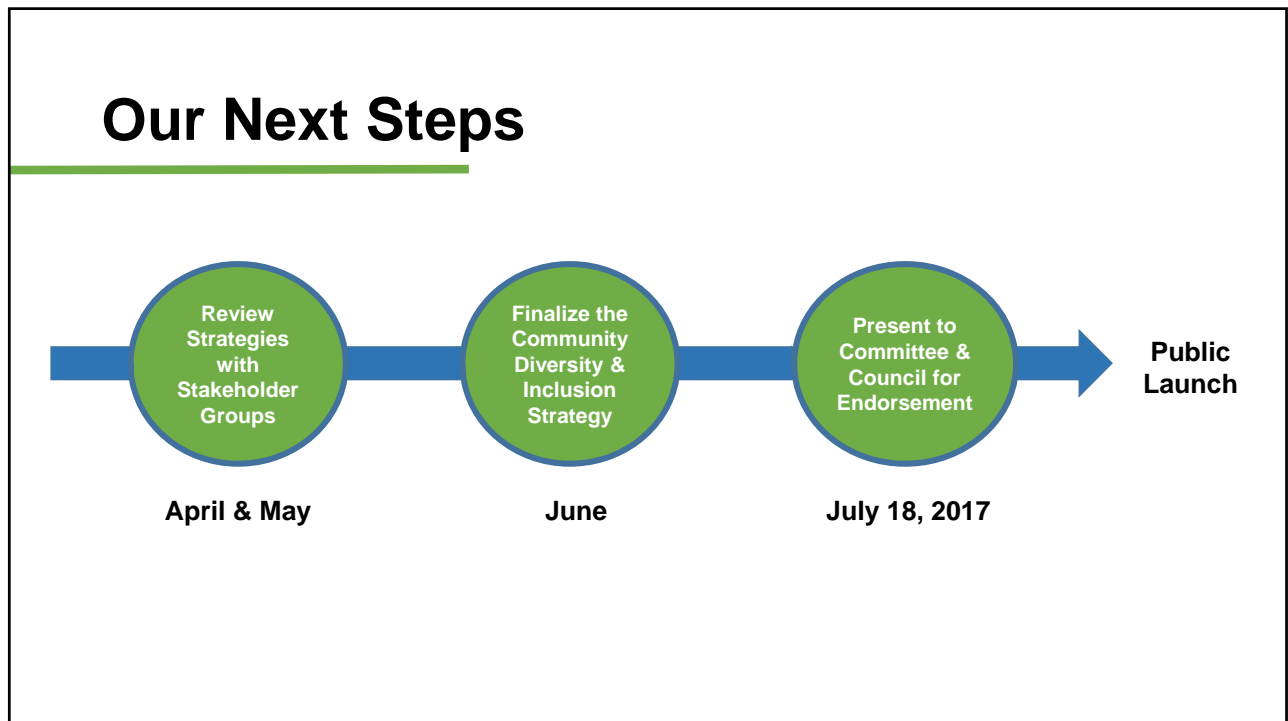 Our Next Steps
Review
Strategies
with
Stakeholder
Groups
Finalize the
Community
Diversity &
Inclusion
Strategy
Present to
Committee &
Council for
Endorsement
Public
Launch
April & May
June
July 18, 2017